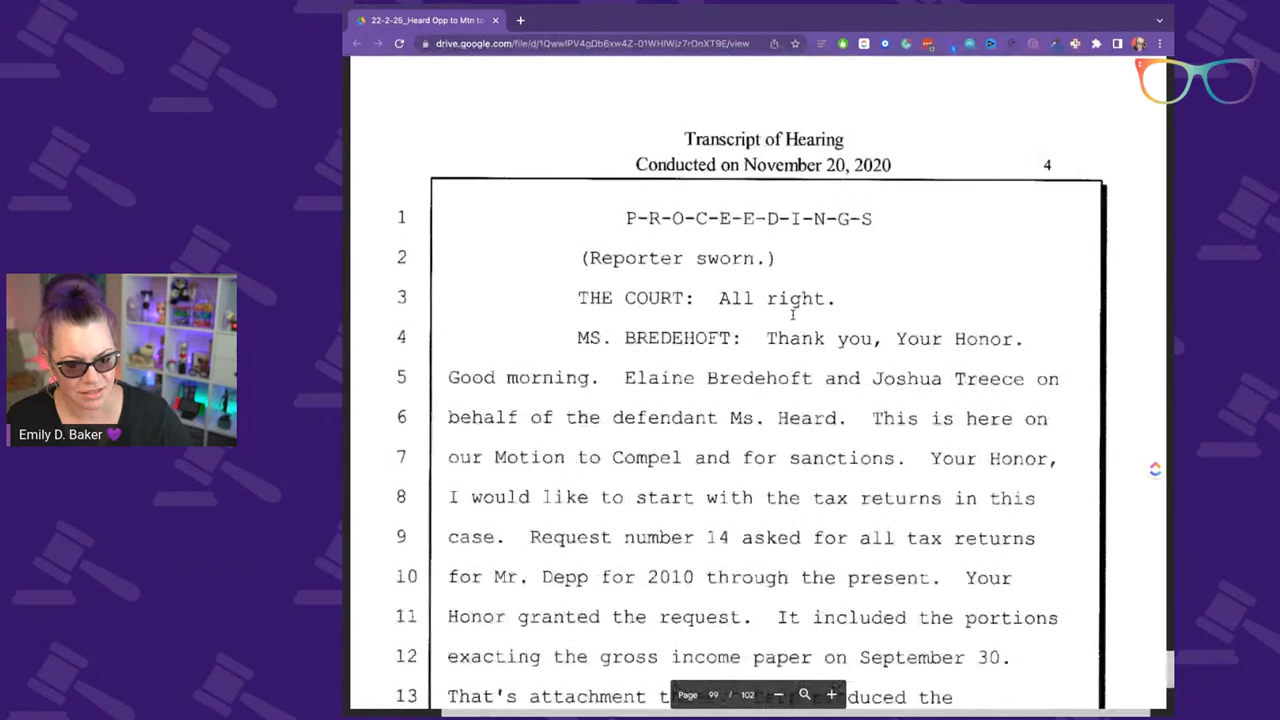 22-2-25_Heard Opp to Mtn to
drive.google.com/file/d/1QwwIPV4gDb6xw4Z-01WHIWiz7rOnXT9E/view
Transcript of Hearing
Conducted on November 20, 2020
4
1 P-R-O-C-E-E-D-I-N-G-S
2 (Reporter sworn.)
3 THE COURT: All right.
4 MS. BREDEHOFT: Thank you, Your Honor.
5 Good morning. Elaine Bredehoft and Joshua Treece on
6 behalf of the defendant Ms. Heard. This is here on
7 our Motion to Compel and for sanctions. Your Honor,
8 I would like to start with the tax returns in this
9 case. Request number 14 asked for all tax returns
10 for Mr. Depp for 2010 through the present. Your
11 Honor granted the request. It included the portions
12 exacting the gross income paper on September 30.
13 That's attachment the
Page 99 / 102
Emily D. Baker